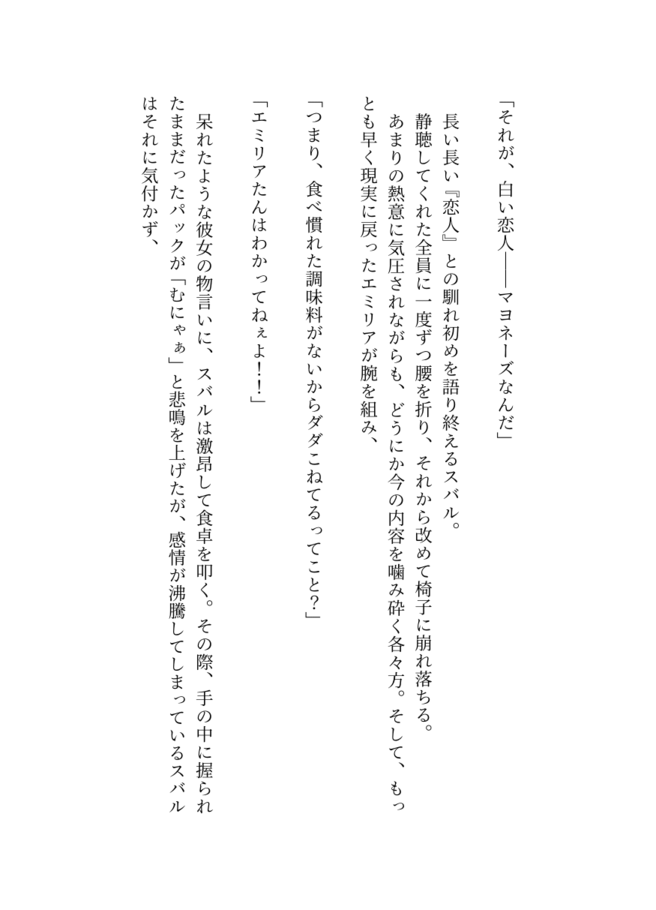 「それが、白い恋人――マヨネーズなんだ」
長い長い『恋人』との馴れ初めを語り終えるスバル。
静聴してくれた全員に一度ずつ腰を折り、それから改めて椅子に崩れ落ちる。
あまりの熱意に気圧されながらも、どうにか今の内容を噛み砕く各々方。そして、もっ
とも早く現実に戻ったエミリアが腕を組み、
「つまり、食べ慣れた調味料がないからダダこねてるってこと？」
「エミリアたんはわかってねぇよ！！」
呆れたような彼女の物言いに、スバルは激昂して食卓を叩く。その際、手の中に握られ
たままだったパックが「むにゃぁ」と悲鳴を上げたが、感情が沸騰してしまっているスバル
はそれに気付かず、